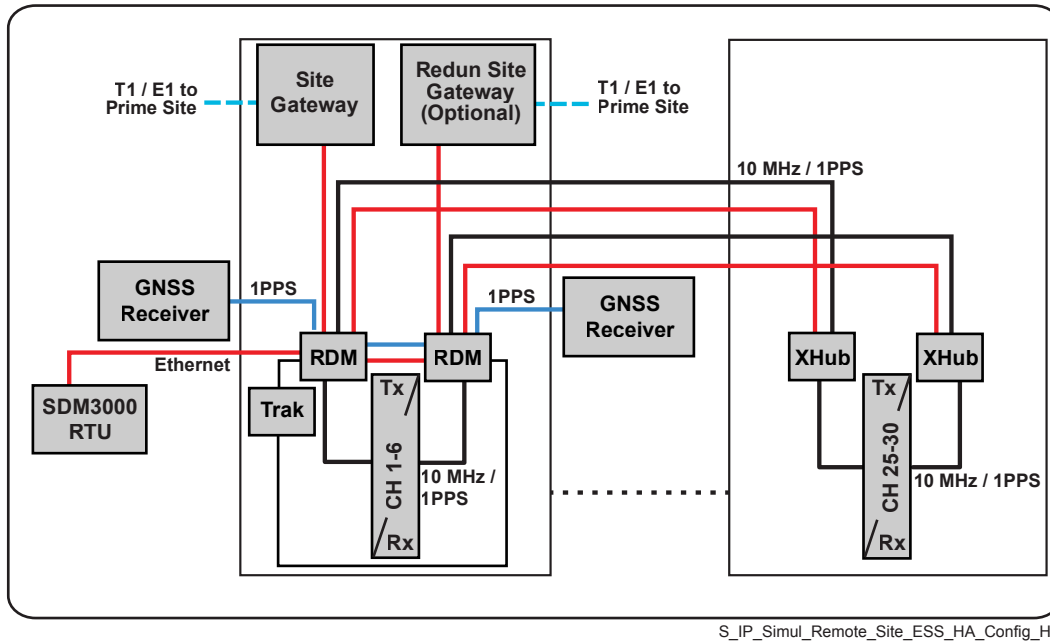 Site
Gateway
Redun Site
Gateway
(Optional)
T1 / E1 to
Prime Site
T1 / E1 to
Prime Site
10 MHz / 1PPS
GNSS
Receiver
1PPS
1PPS
GNSS
Receiver
RDM
RDM
XHub
XHub
Ethernet
SDM3000
RTU
Trak
Tx
CH 1-6
Rx
10 MHz /
1PPS
Tx
CH 25-30
Rx
10 MHz / 1PPS
S_IP_Simul_Remote_Site_ESS_HA_Config_H